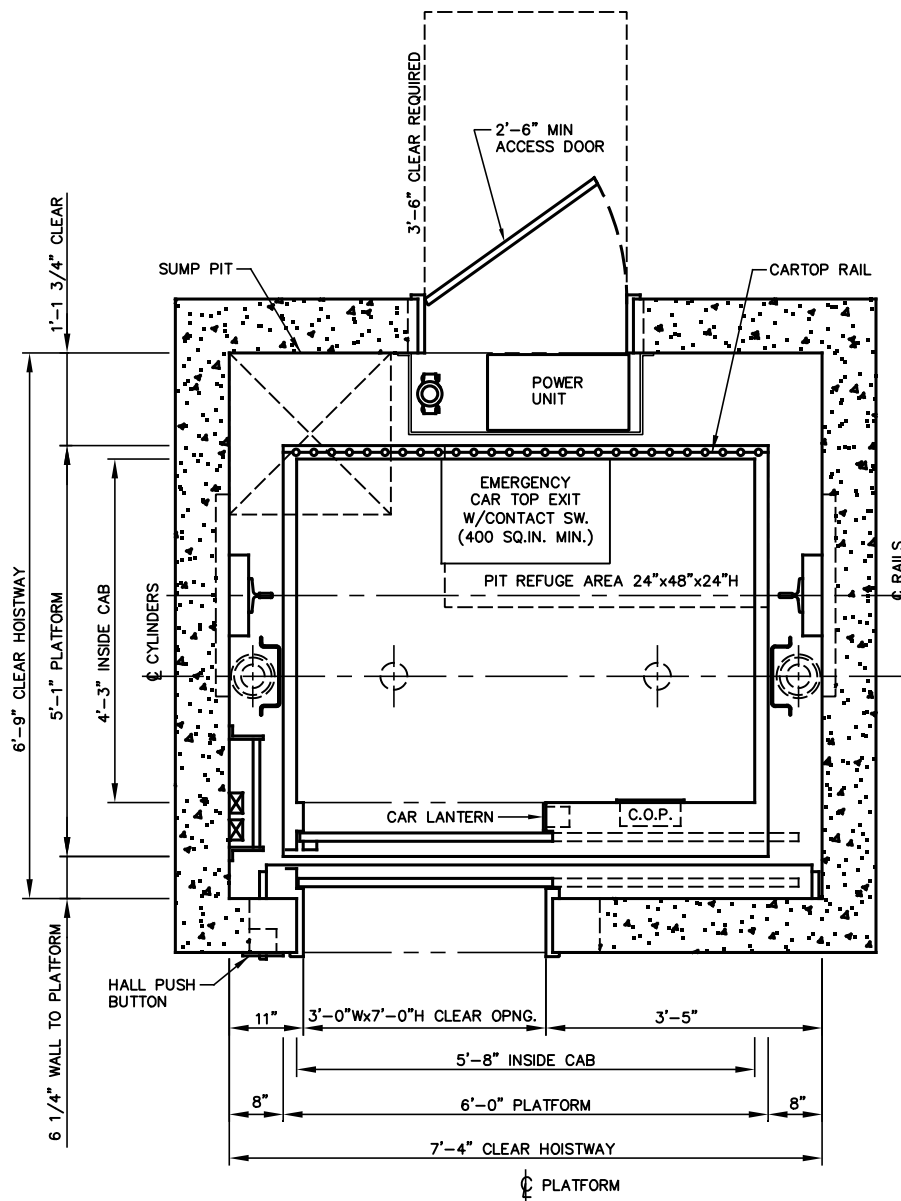 3'-6" CLEAR REQUIRED
2'-6" MIN
ACCESS DOOR
1'-1 3/4" CLEAR
SUMP PIT
CARTOP RAIL
POWER
UNIT
EMERGENCY
CAR TOP EXIT
W/CONTACT SW.
(400 SQ.IN. MIN.)
PIT REFUGE AREA 24"x48"x24"H
℄ RAILS
℄ CYLINDERS
6'-9" CLEAR HOISTWAY
5'-1" PLATFORM
4'-3" INSIDE CAB
CAR LANTERN
C.O.P.
HALL PUSH
BUTTON
6 1/4" WALL TO PLATFORM
11"
3'-0"Wx7'-0"H CLEAR OPNG.
3'-5"
5'-8" INSIDE CAB
8"
6'-0" PLATFORM
8"
7'-4" CLEAR HOISTWAY
℄ PLATFORM